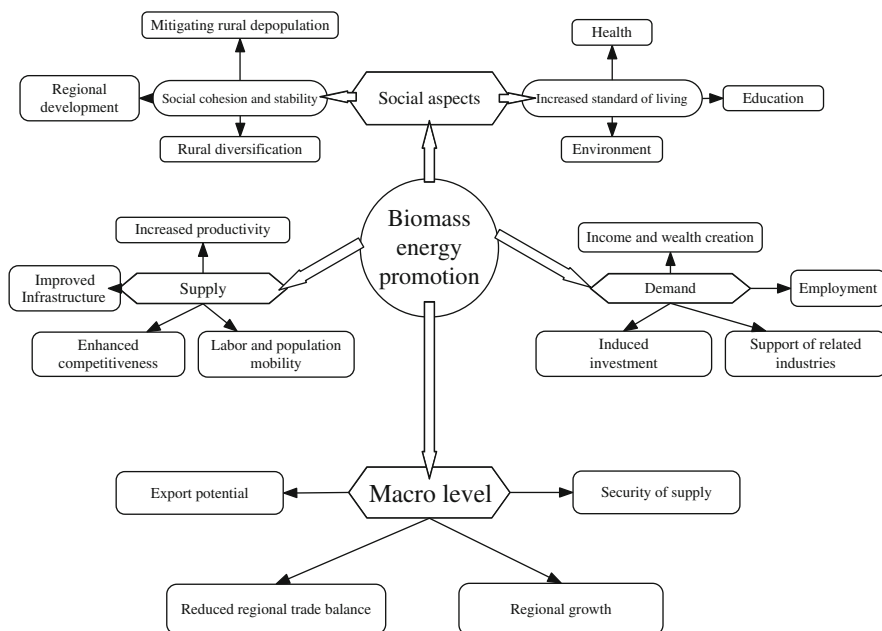 Mitigating rural depopulation
Health
Regional
development
Social cohesion and stability
Social aspects
Increased standard of living
Education
Rural diversification
Environment
Biomass
energy
promotion
Increased productivity
Income and wealth creation
Improved
Infrastructure
Supply
Demand
Employment
Enhanced
competitiveness
Labor and population
mobility
Induced
investment
Support of related
industries
Export potential
Macro level
Security of supply
Reduced regional trade balance
Regional growth